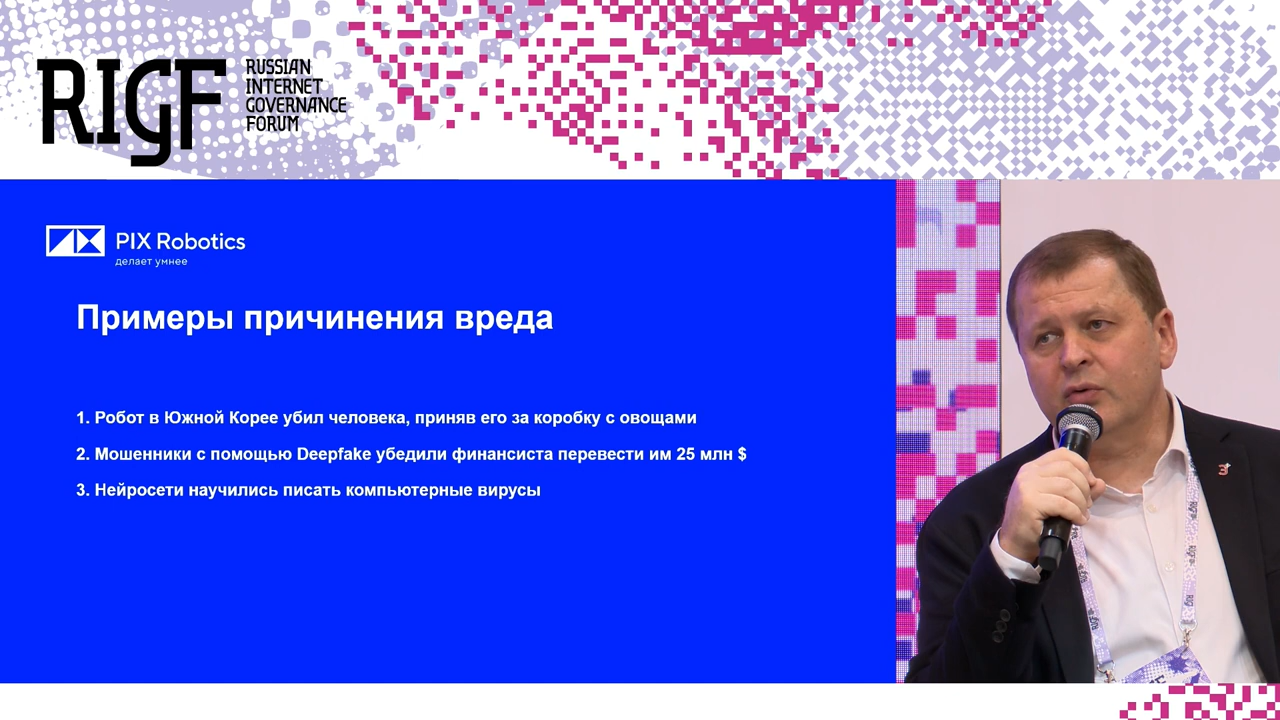 RIGF
RUSSIAN
INTERNET
GOVERNANCE
FORUM
PIX Robotics
делает умнее
Примеры причинения вреда
1. Робот в Южной Корее убил человека, приняв его за коробку с овощами
2. Мошенники с помощью Deepfake убедили финансиста перевести им 25 млн $
3. Нейросети научились писать компьютерные вирусы